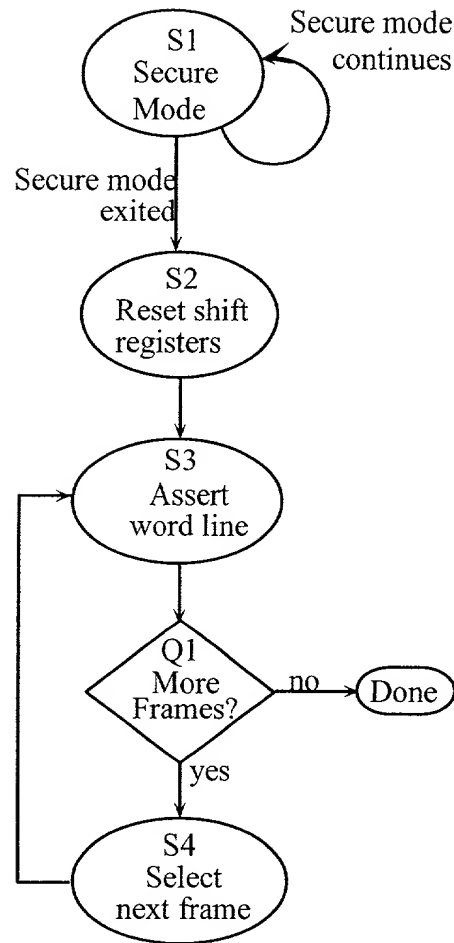 S1
Secure
Mode
Secure mode
continues
Secure mode
exited
S2
Reset shift
registers
S3
Assert
word line
Q1
More
Frames?
no
Done
yes
S4
Select
next frame